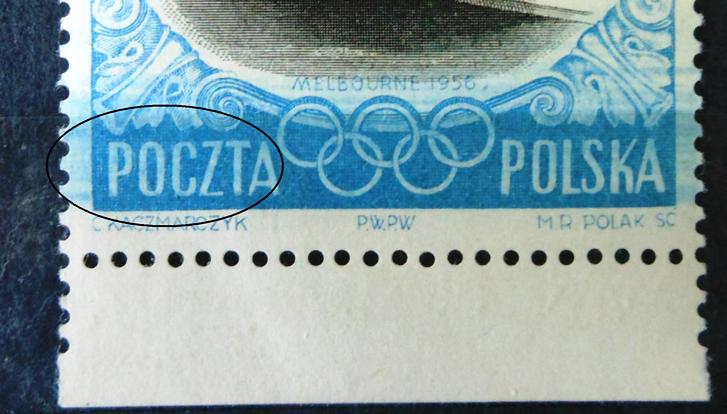 MELBOURNE 1956
POCZTA POLSKA
C. KACZMARCZYK P.W.P.W M.R. POLAK SC